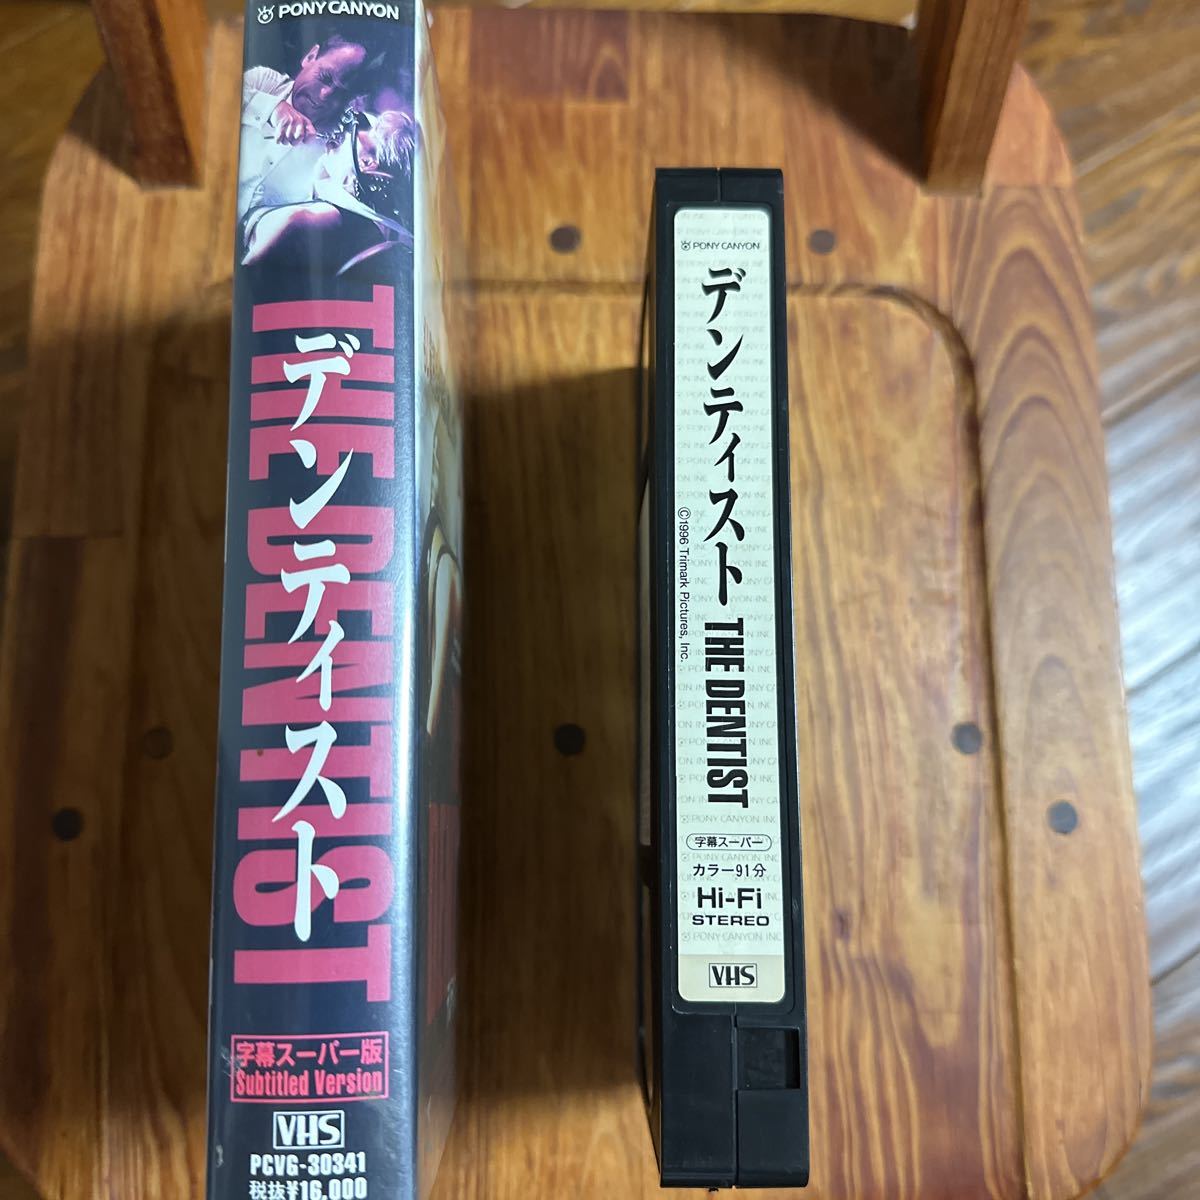 PONY CANYON
デンティスト
THE DENTIST
字幕スーパー版
Subtitled Version
VHS
PCVG-30341
税抜¥16,000
PONY CANYON
デンティスト THE DENTIST
©1996 Trimark Pictures, Inc.
字幕スーパー
カラー91分
Hi-Fi
STEREO
VHS